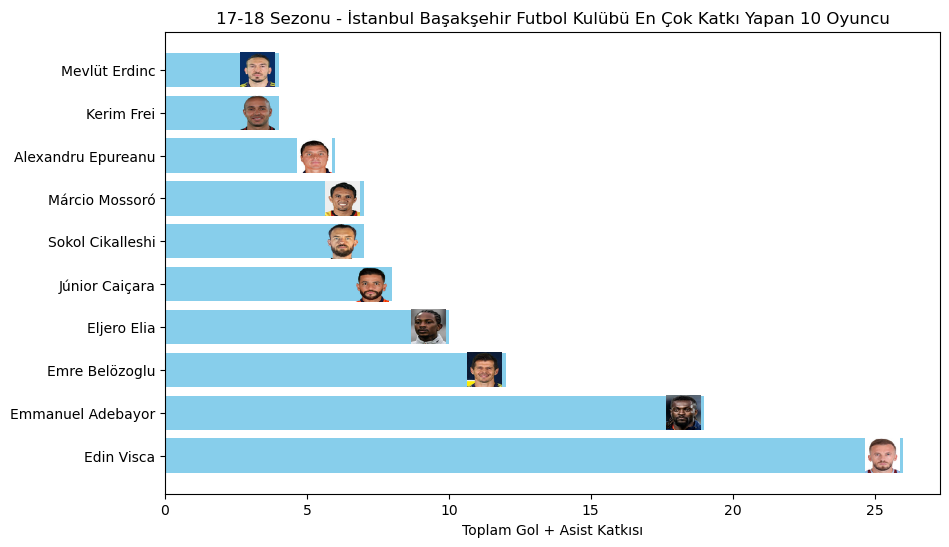 17-18 Sezonu - İstanbul Başakşehir Futbol Kulübü En Çok Katkı Yapan 10 Oyuncu
Mevlüt Erdinc
Kerim Frei
Alexandru Epureanu
Márcio Mossoró
Sokol Cikalleshi
Júnior Caiçara
Eljero Elia
Emre Belözoglu
Emmanuel Adebayor
Edin Visca
0 5 10 15 20 25
Toplam Gol + Asist Katkısı